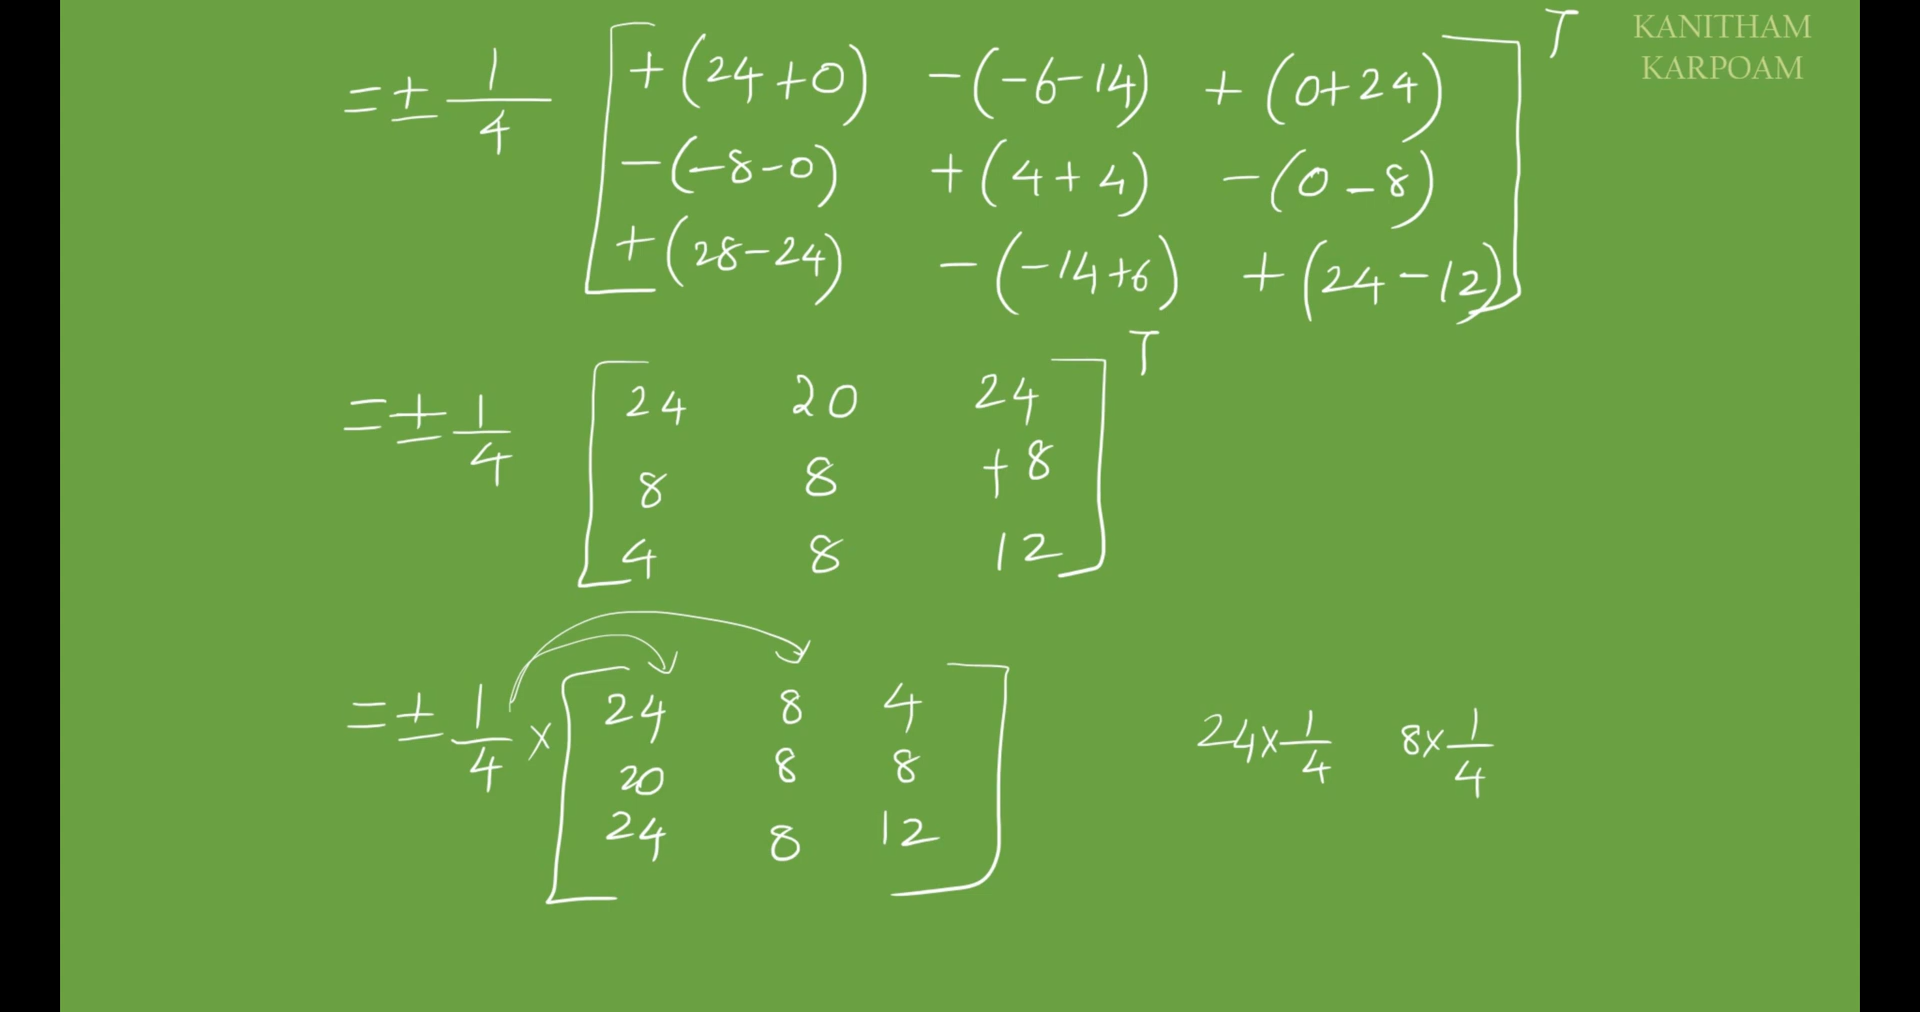 KANITHAM
KARPOAM
= ± 1/4 [ +(24+0) -(-6-14) +(0+24) ]^T
-(-8-0) +(4+4) -(0-8)
+(28-24) -(-14+6) +(24-12)
= ± 1/4 [ 24 20 24 ]^T
8 8 +8
4 8 12
= ± 1/4 × [ 24 8 4 ] 24×1/4 8×1/4
20 8 8
24 8 12